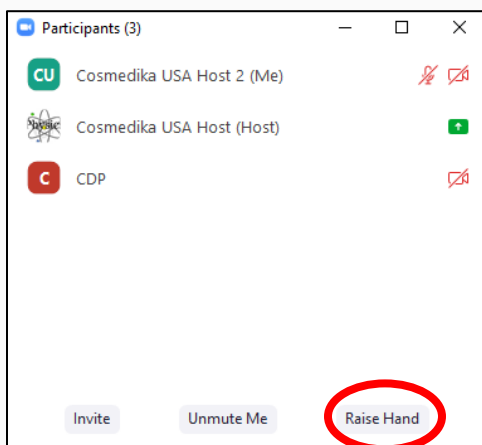 Participants (3)
CU Cosmedika USA Host 2 (Me)
Cosmedika USA Host (Host)
C CDP
Invite Unmute Me Raise Hand